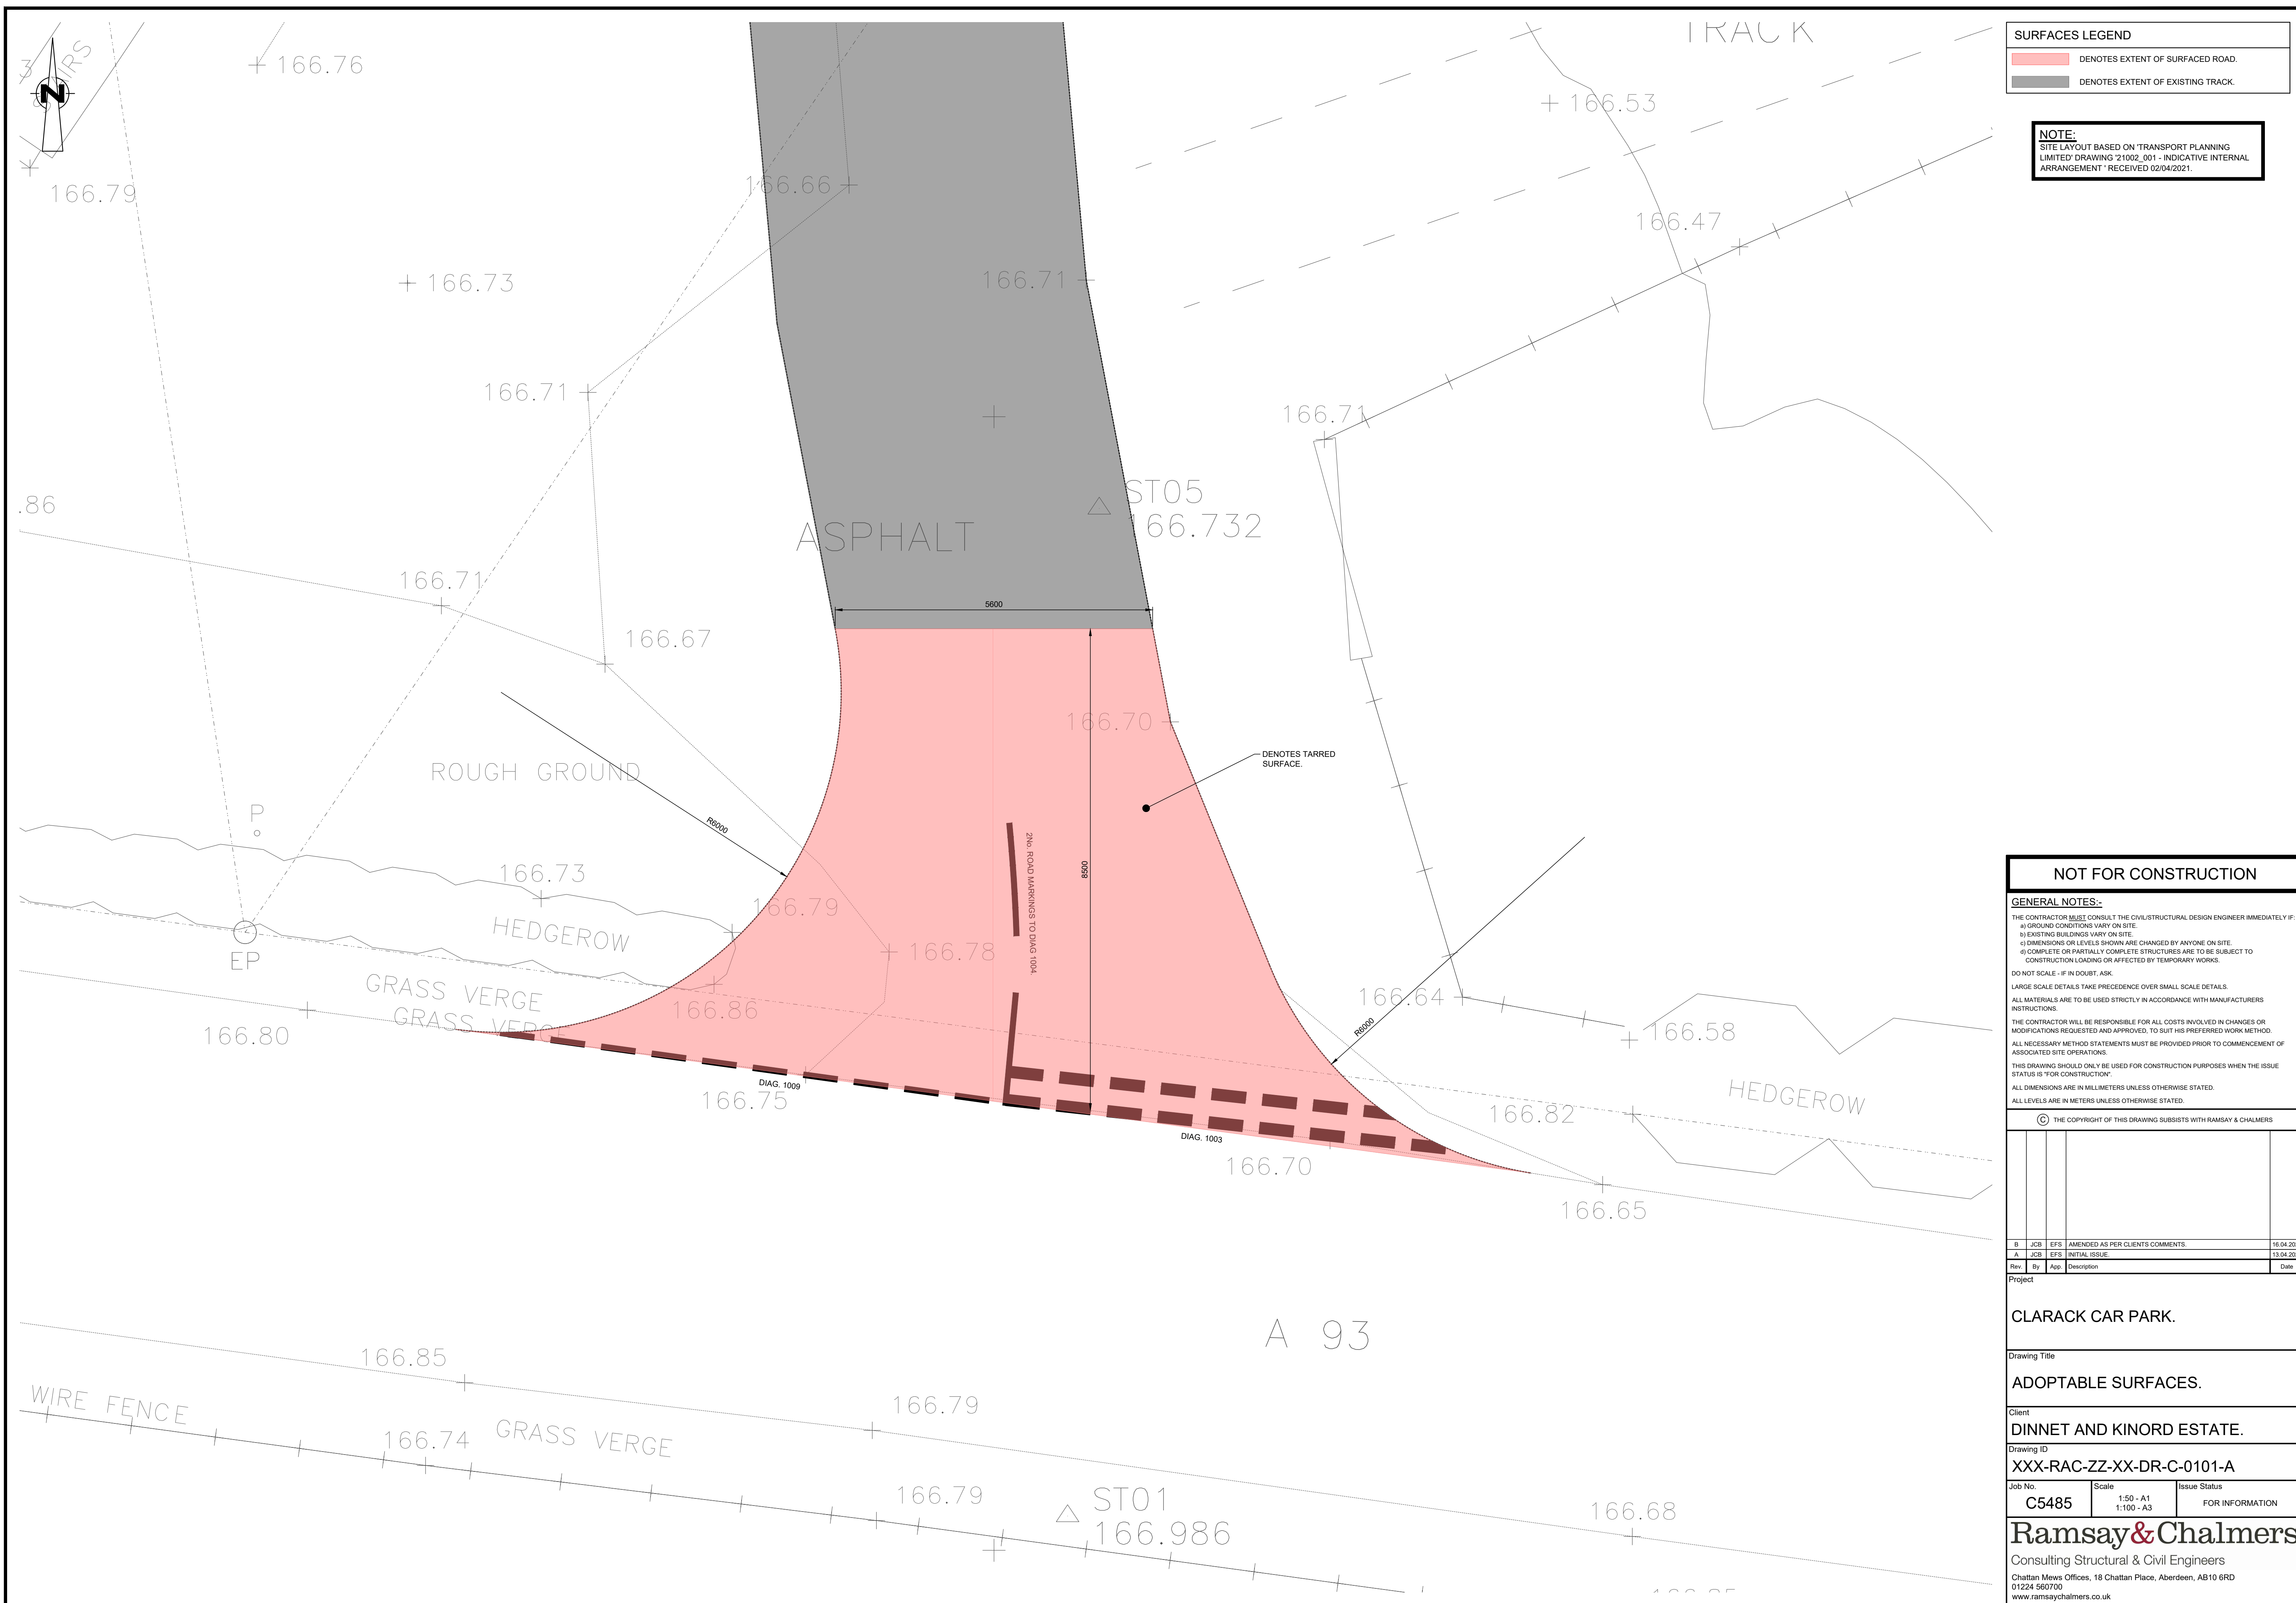 TRACK
STAIRS
166.76
166.79
166.53
166.66
166.47
166.73
166.71
166.71
166.71
.86
ST05
166.732
ASPHALT
166.71
5600
166.67
166.70
DENOTES TARRED
SURFACE.
ROUGH GROUND
P
R6000
2No. ROAD MARKINGS TO DIAG 1004.
8500
166.73
166.79
HEDGEROW
166.78
EP
GRASS VERGE
GRASS VERGE
166.86
166.64
R6000
166.80
166.58
DIAG. 1009
166.75
HEDGEROW
166.82
DIAG. 1003
166.70
166.65
A 93
166.85
WIRE FENCE
166.79
166.74
GRASS VERGE
166.79
ST01
166.986
166.68
N
SURFACES LEGEND
DENOTES EXTENT OF SURFACED ROAD.
DENOTES EXTENT OF EXISTING TRACK.
NOTE:
SITE LAYOUT BASED ON 'TRANSPORT PLANNING
LIMITED' DRAWING '21002_001 - INDICATIVE INTERNAL
ARRANGEMENT ' RECEIVED 02/04/2021.
NOT FOR CONSTRUCTION
GENERAL NOTES:-
THE CONTRACTOR MUST CONSULT THE CIVIL/STRUCTURAL DESIGN ENGINEER IMMEDIATELY IF:
a) GROUND CONDITIONS VARY ON SITE.
b) EXISTING BUILDINGS VARY ON SITE.
c) DIMENSIONS OR LEVELS SHOWN ARE CHANGED BY ANYONE ON SITE.
d) COMPLETE OR PARTIALLY COMPLETE STRUCTURES ARE TO BE SUBJECT TO
CONSTRUCTION LOADING OR AFFECTED BY TEMPORARY WORKS.
DO NOT SCALE - IF IN DOUBT, ASK.
LARGE SCALE DETAILS TAKE PRECEDENCE OVER SMALL SCALE DETAILS.
ALL MATERIALS ARE TO BE USED STRICTLY IN ACCORDANCE WITH MANUFACTURERS
INSTRUCTIONS.
THE CONTRACTOR WILL BE RESPONSIBLE FOR ALL COSTS INVOLVED IN CHANGES OR
MODIFICATIONS REQUESTED AND APPROVED, TO SUIT HIS PREFERRED WORK METHOD.
ALL NECESSARY METHOD STATEMENTS MUST BE PROVIDED PRIOR TO COMMENCEMENT OF
ASSOCIATED SITE OPERATIONS.
THIS DRAWING SHOULD ONLY BE USED FOR CONSTRUCTION PURPOSES WHEN THE ISSUE
STATUS IS "FOR CONSTRUCTION".
ALL DIMENSIONS ARE IN MILLIMETERS UNLESS OTHERWISE STATED.
ALL LEVELS ARE IN METERS UNLESS OTHERWISE STATED.
© THE COPYRIGHT OF THIS DRAWING SUBSISTS WITH RAMSAY & CHALMERS
B JCB EFS AMENDED AS PER CLIENTS COMMENTS. 16.04.20
A JCB EFS INITIAL ISSUE. 13.04.20
Rev. By App. Description Date
Project
CLARACK CAR PARK.
Drawing Title
ADOPTABLE SURFACES.
Client
DINNET AND KINORD ESTATE.
Drawing ID
XXX-RAC-ZZ-XX-DR-C-0101-A
Job No. Scale Issue Status
C5485 1:50 - A1 FOR INFORMATION
1:100 - A3
Ramsay&Chalmers
Consulting Structural & Civil Engineers
Chattan Mews Offices, 18 Chattan Place, Aberdeen, AB10 6RD
01224 560700
www.ramsaychalmers.co.uk